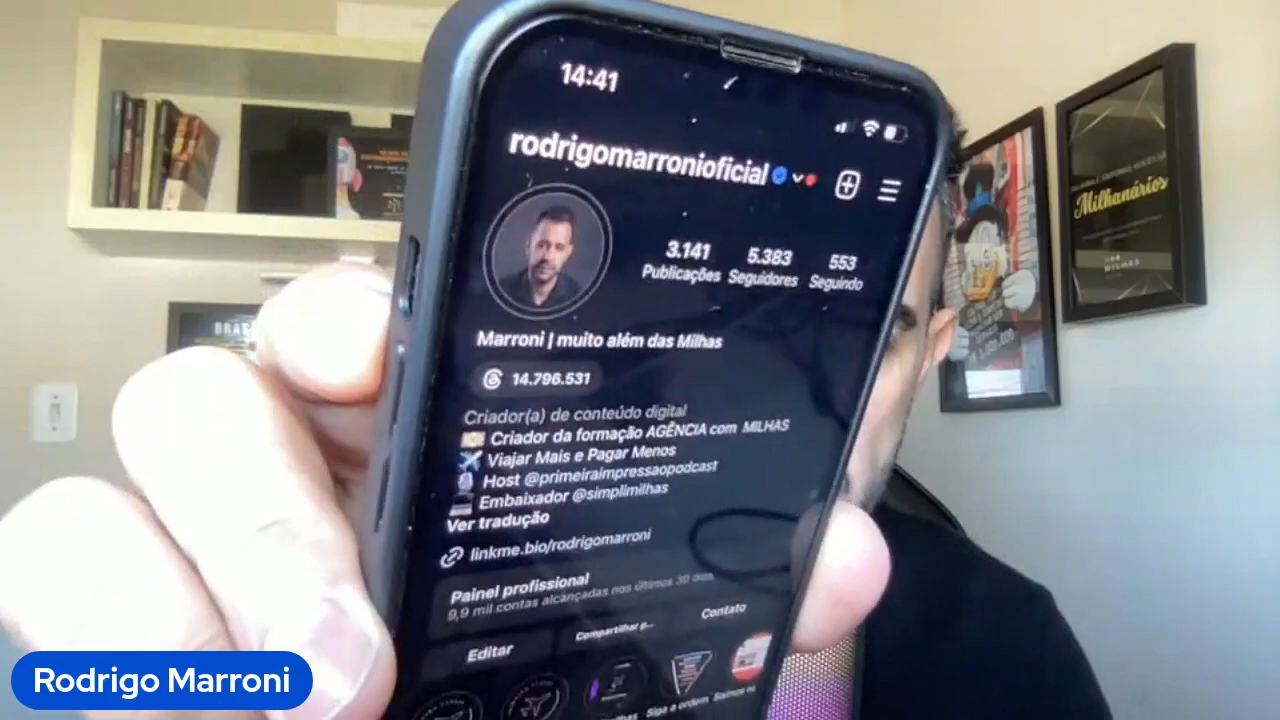 14:41
rodrigomarronioficial
3.141 5.383 553
Publicações Seguidores Seguindo
Marroni | muito além das Milhas
14.796.531
Criador(a) de conteúdo digital
Criador da formação AGÊNCIA com MILHAS
Viajar Mais e Pagar Menos
Host @primeiraimpressaopodcast
Embaixador @simplimilhas
Ver tradução
linkme.bio/rodrigomarroni
Painel profissional
9,9 mil contas alcançadas nos últimos 30 dias.
Editar
Compartilhar p...
Contato
Siga a ordem
Milhanários
Rodrigo Marroni